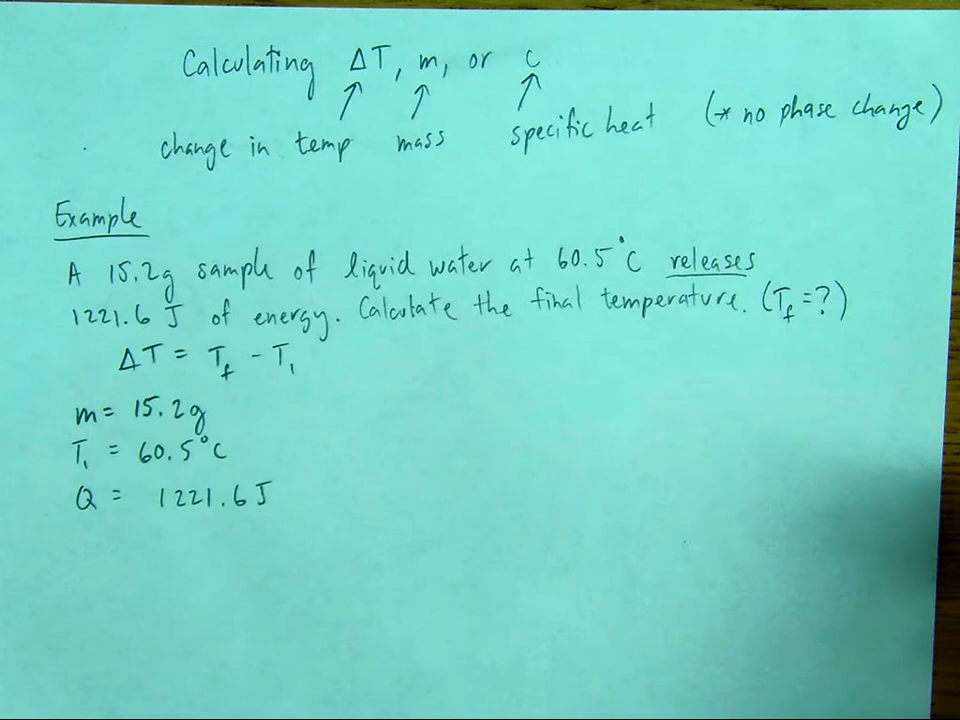 Calculating ΔT, m, or c
change in temp mass specific heat (* no phase change)
Example
A 15.2g sample of liquid water at 60.5°C releases
1221.6 J of energy. Calculate the final temperature. (Tf = ?)
ΔT = Tf - T1
m = 15.2g
T1 = 60.5°C
Q = 1221.6 J